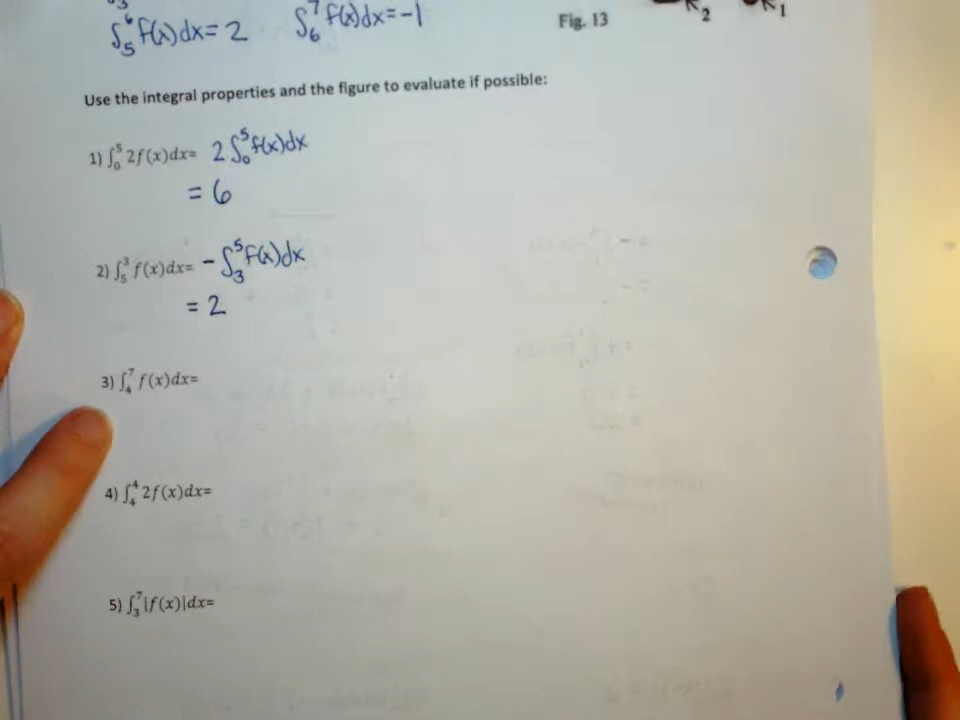 ∫₅⁶ f(x)dx = 2   ∫₆⁷ f(x)dx = -1   Fig. 13   2   1
Use the integral properties and the figure to evaluate if possible:
1) ∫₀⁵ 2f(x)dx= 2 ∫₀⁵ f(x)dx
= 6
2) ∫₅³ f(x)dx= - ∫₃⁵ f(x)dx
= 2
3) ∫₄⁷ f(x)dx=
4) ∫₄⁴ 2f(x)dx=
5) ∫₃⁷ |f(x)|dx=